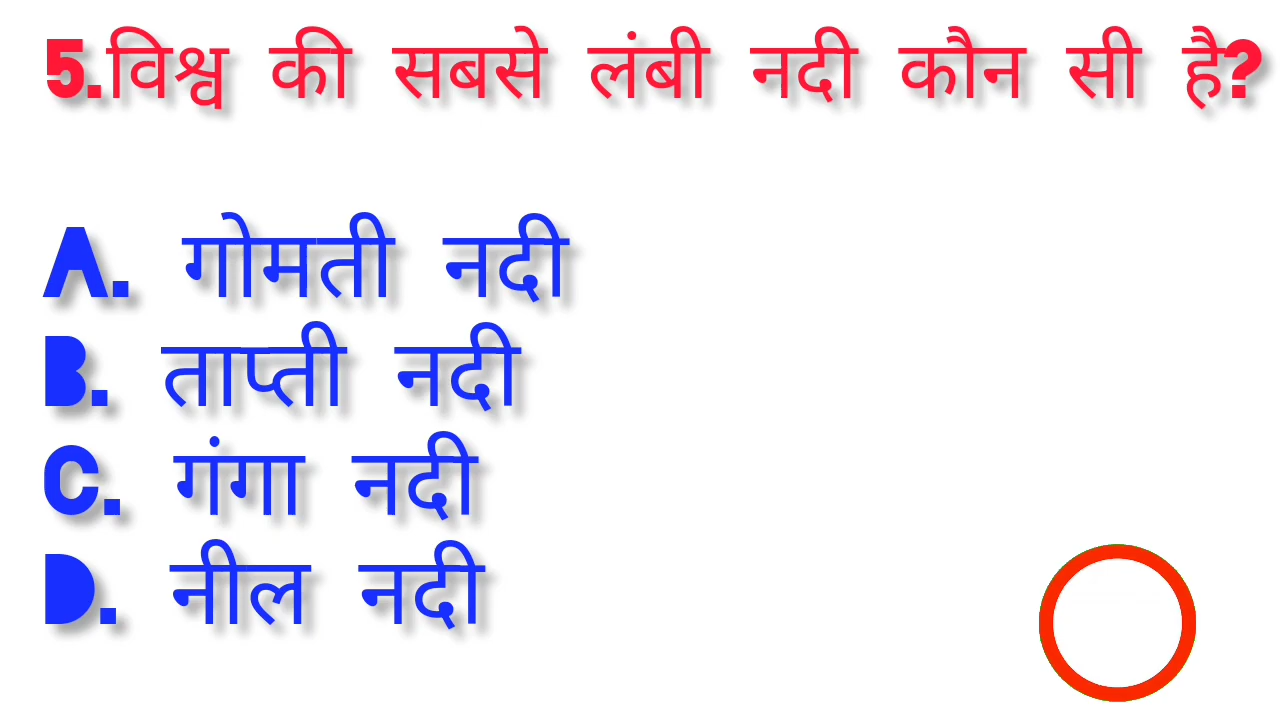 5.विश्व की सबसे लंबी नदी कौन सी है?
A. गोमती नदी
B. ताप्ती नदी
C. गंगा नदी
D. नील नदी